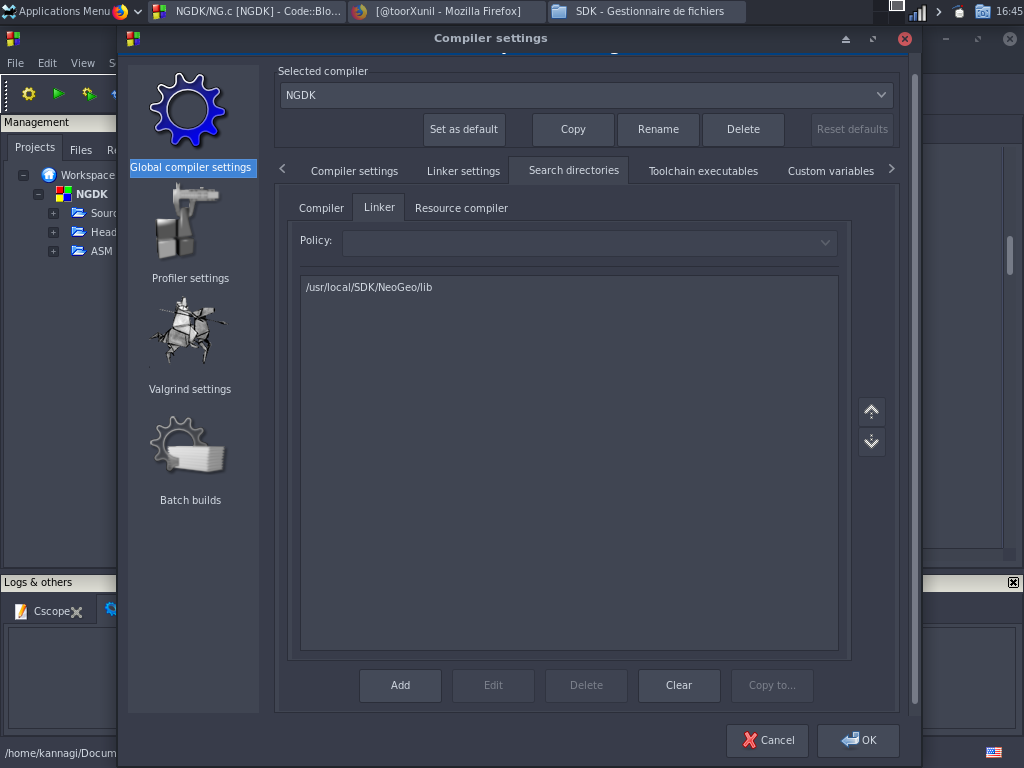 Applications Menu
NGDK/NG.c [NGDK] - Code::Blo...
[@toorXunil - Mozilla Firefox]
SDK - Gestionnaire de fichiers
16:45
Compiler settings
File Edit View
Management
Projects Files
Workspace
NGDK
ASM
Global compiler settings
Profiler settings
Valgrind settings
Batch builds
Selected compiler
NGDK
Set as default Copy Rename Delete Reset defaults
Compiler settings Linker settings Search directories Toolchain executables Custom variables
Compiler Linker Resource compiler
Policy:
/usr/local/SDK/NeoGeo/lib
Add Edit Delete Clear Copy to...
Cancel OK
Logs & others
Cscope
/home/kannagi/Docum